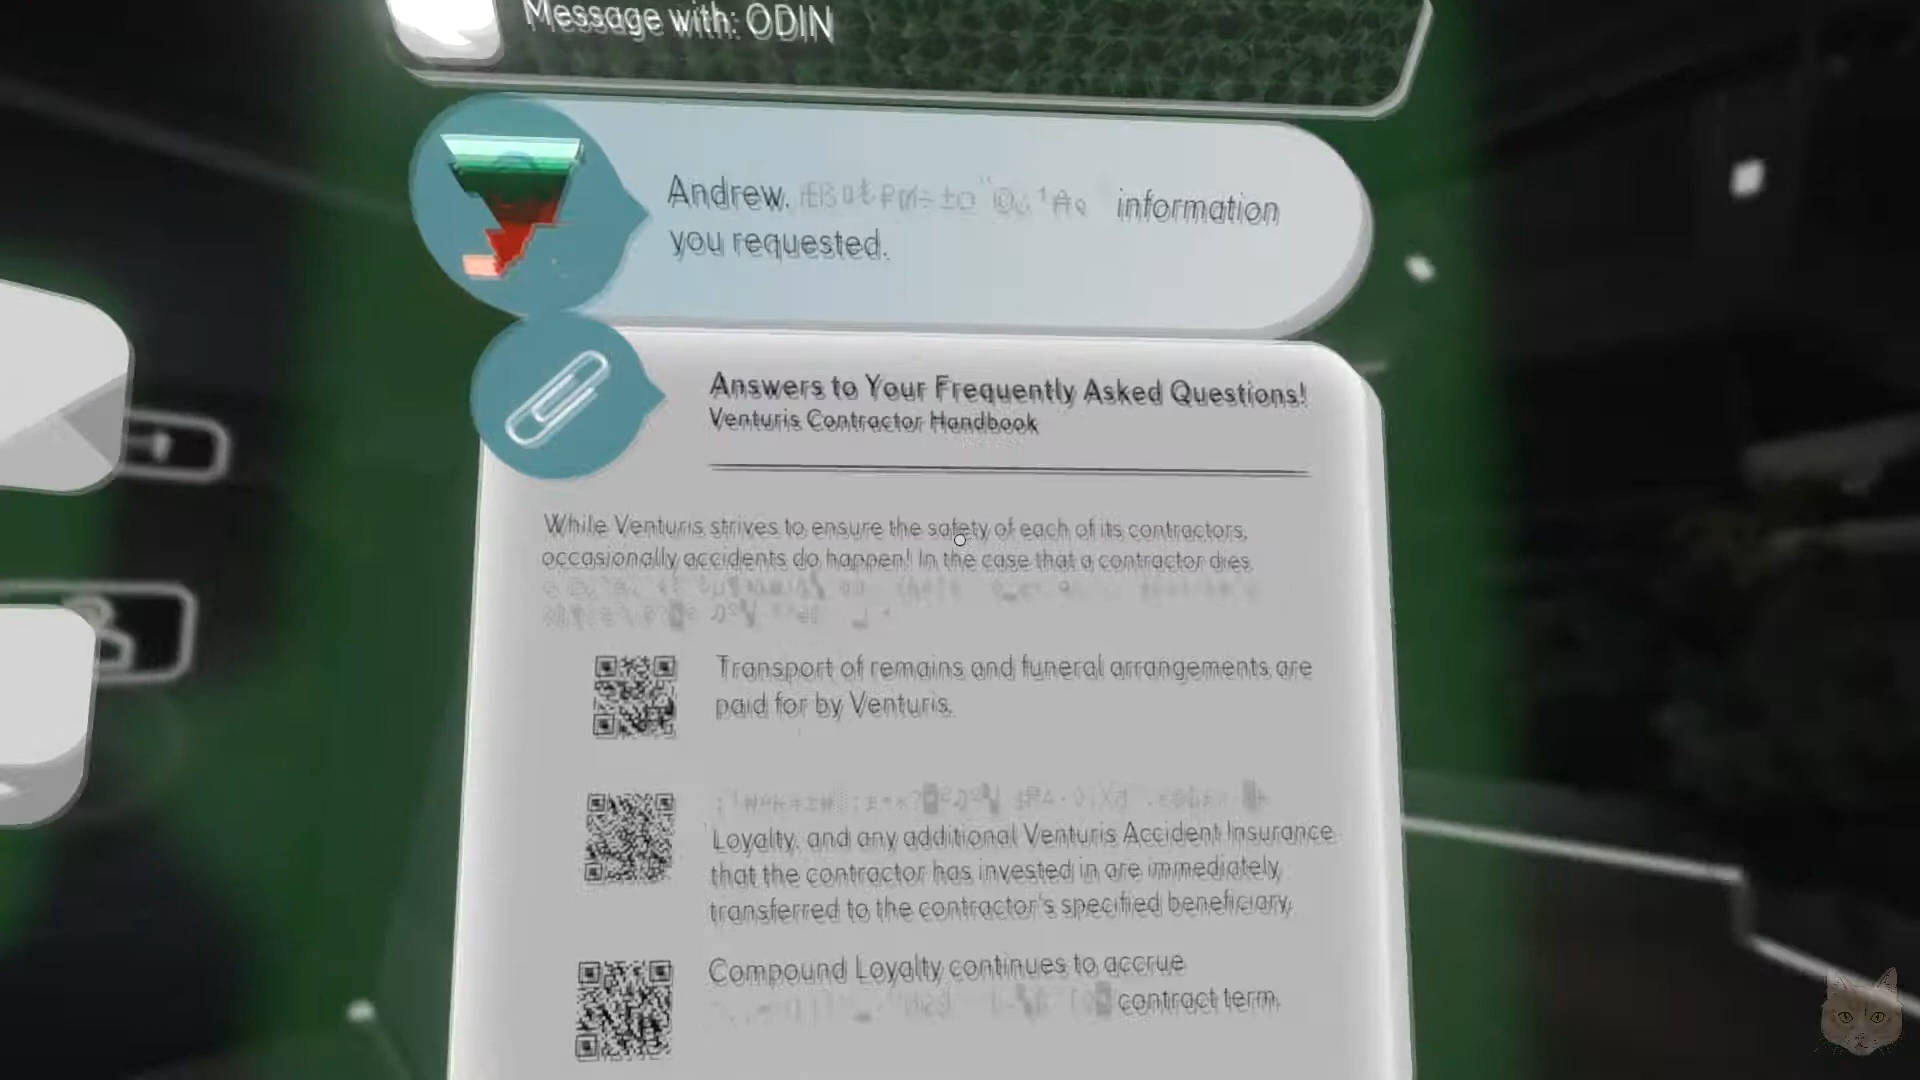 Message with: ODIN
Andrew. information
you requested.
Answers to Your Frequently Asked Questions!
Venturis Contractor Handbook
While Venturis strives to ensure the safety of each of its contractors,
occasionally accidents do happen! In the case that a contractor dies,
Transport of remains and funeral arrangements are
paid for by Venturis.
Loyalty, and any additional Venturis Accident Insurance
that the contractor has invested in are immediately
transferred to the contractor's specified beneficiary.
Compound Loyalty continues to accrue
contract term.